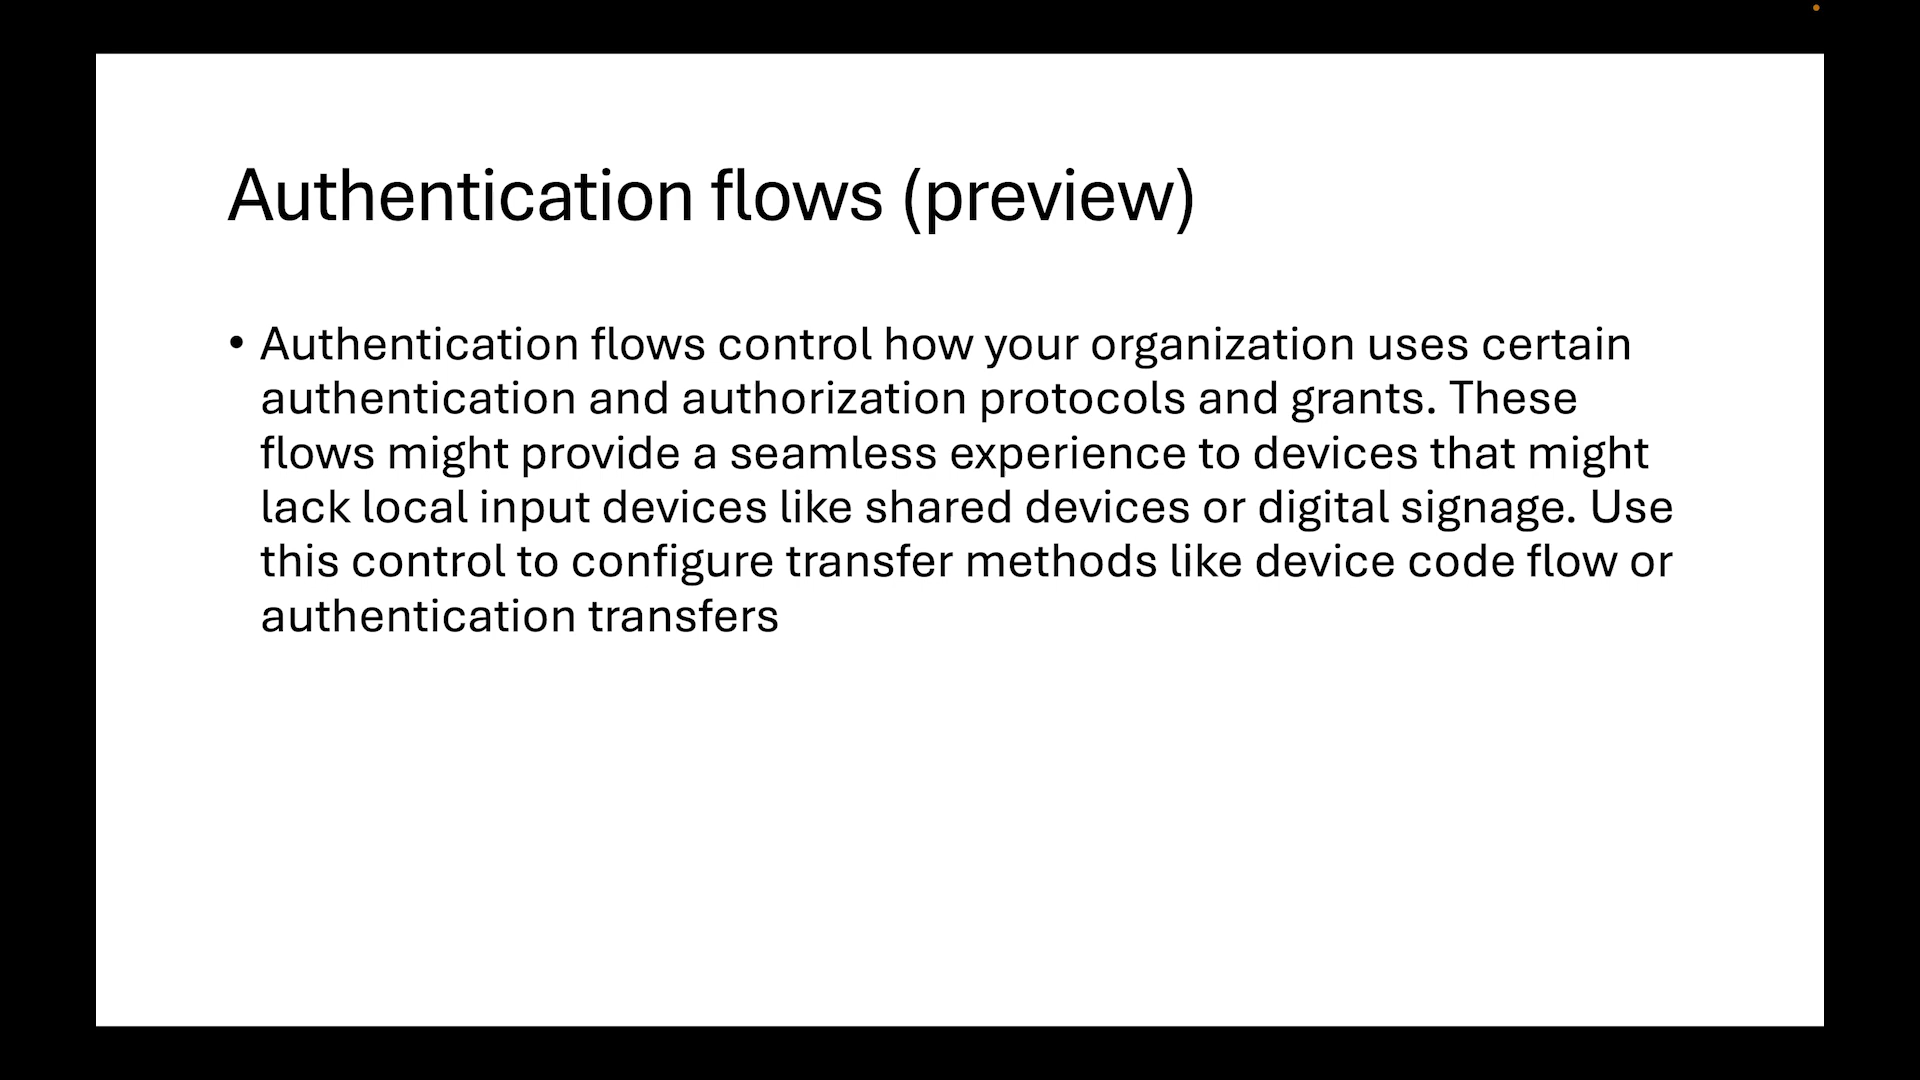 Authentication flows (preview)
• Authentication flows control how your organization uses certain
authentication and authorization protocols and grants. These
flows might provide a seamless experience to devices that might
lack local input devices like shared devices or digital signage. Use
this control to configure transfer methods like device code flow or
authentication transfers